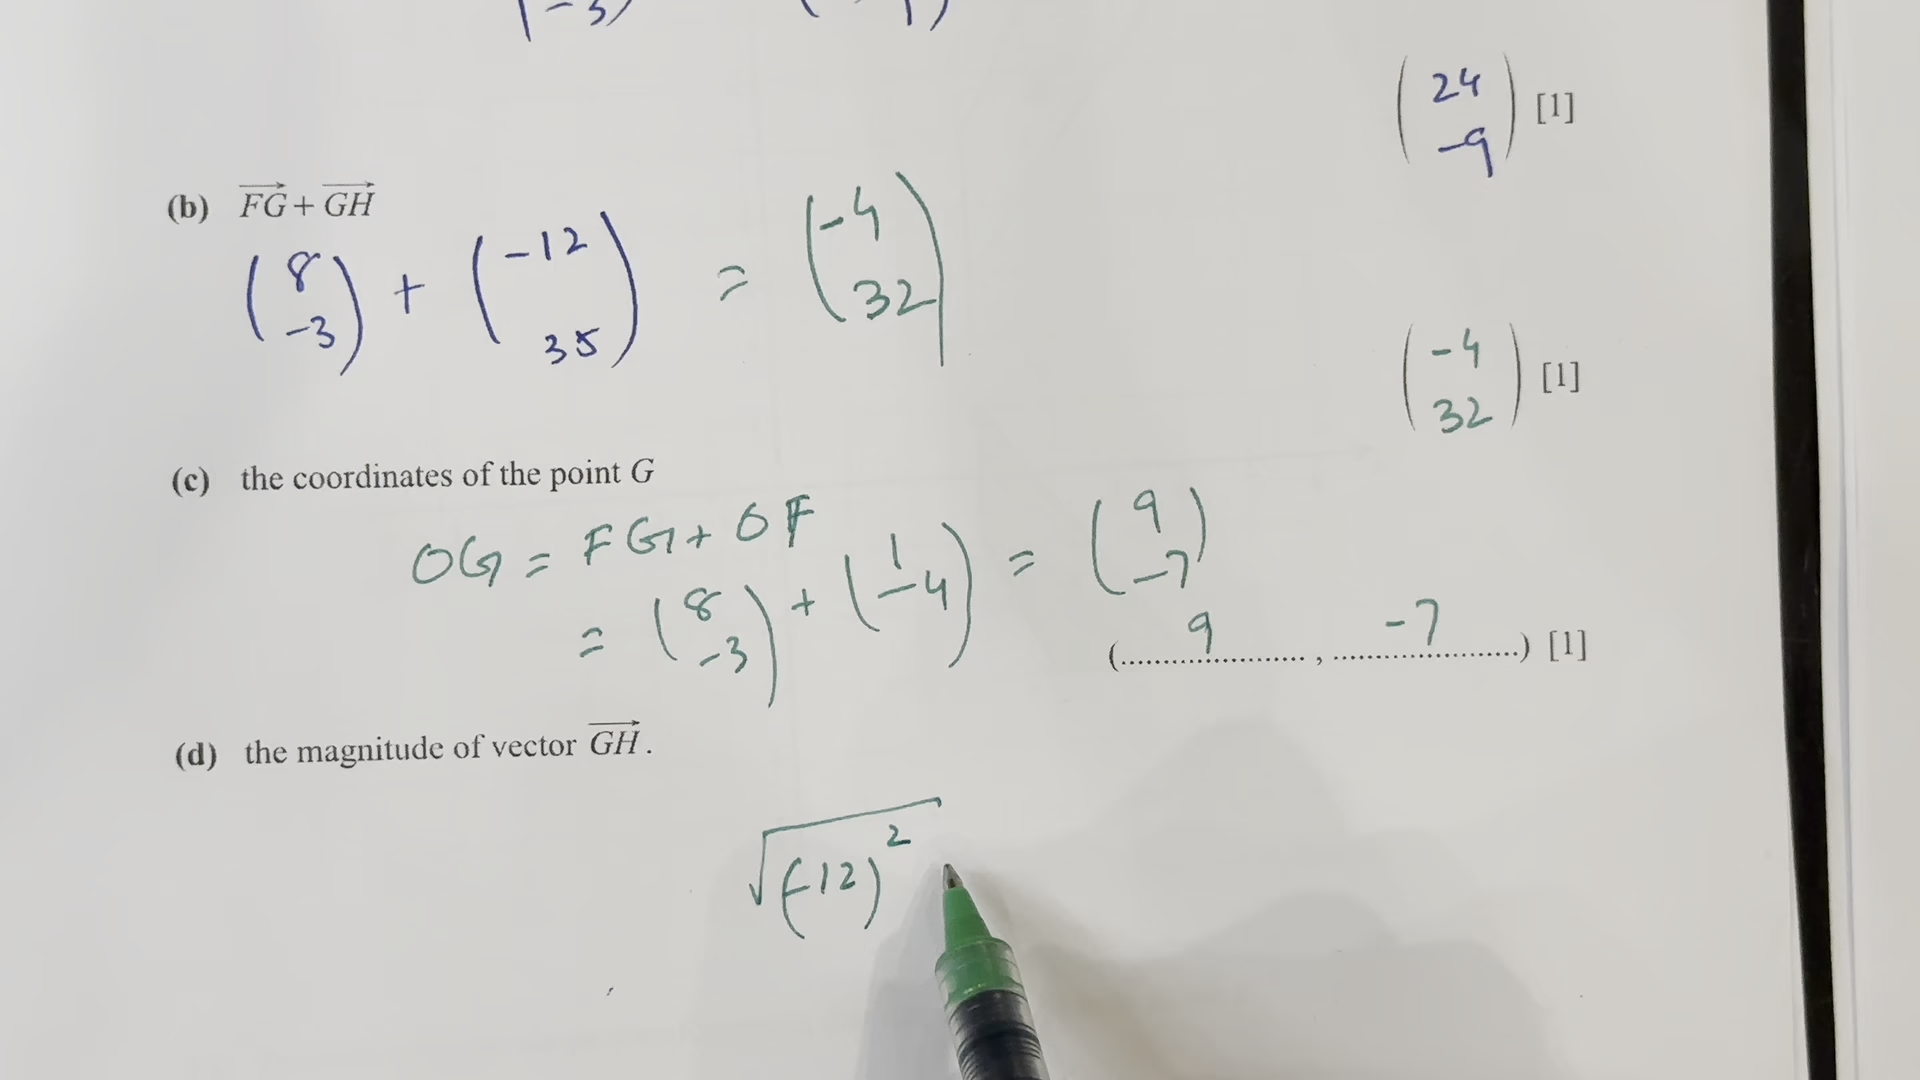 24
-9 [1]
(b) FG + GH
(8 -3) + (-12 35) = (-4 32)
(-4 32) [1]
(c) the coordinates of the point G
OG = FG + OF
= (8 -3) + (1 -4) = (9 -7)
(..... 9 ....., ..... -7 .....) [1]
(d) the magnitude of vector GH.
√(-12)²